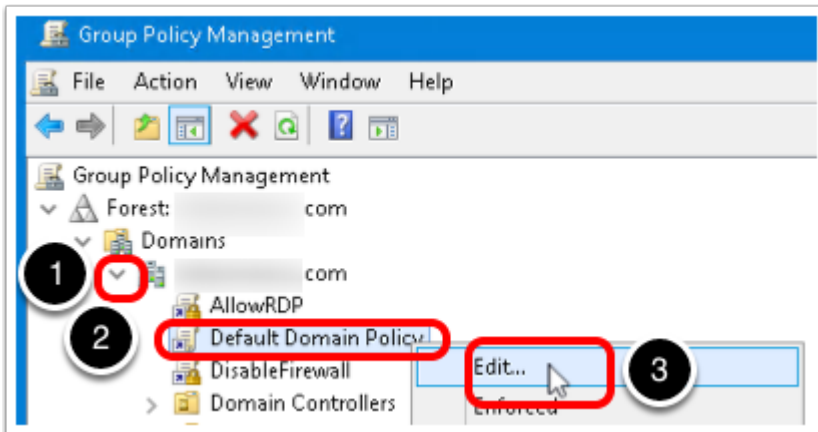 Group Policy Management
File Action View Window Help
Group Policy Management
Forest: com
Domains
1
com
AllowRDP
2
Default Domain Policy
Edit...
3
DisableFirewall
Enforced
Domain Controllers